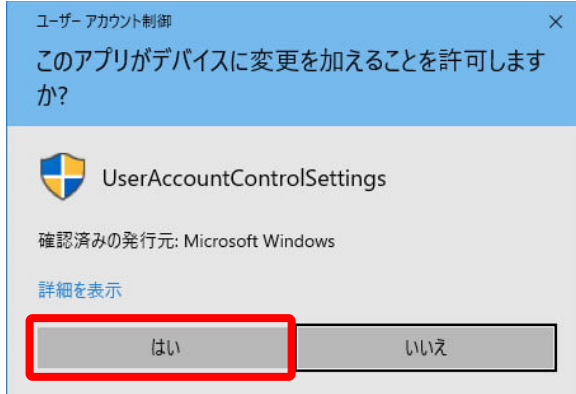 ユーザー アカウント制御
このアプリがデバイスに変更を加えることを許可します
か?
UserAccountControlSettings
確認済みの発行元: Microsoft Windows
詳細を表示
はい
いいえ